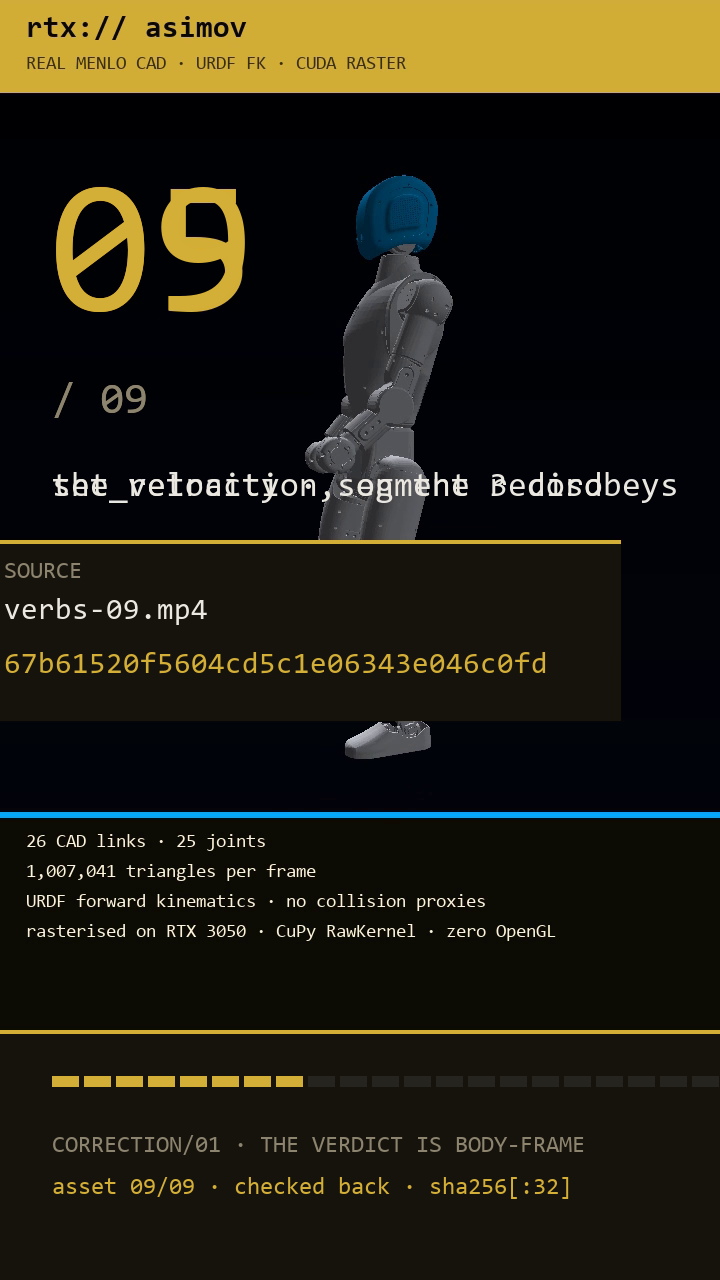 rtx:// asimov
REAL MENLO CAD · URDF FK · CUDA RASTER
09
/ 09
SOURCE
verbs-09.mp4
67b61520f5604cd5c1e06343e046c0fd
26 CAD links · 25 joints
1,007,041 triangles per frame
URDF forward kinematics · no collision proxies
rasterised on RTX 3050 · CuPy RawKernel · zero OpenGL
CORRECTION/01 · THE VERDICT IS BODY-FRAME
asset 09/09 · checked back · sha256[:32]